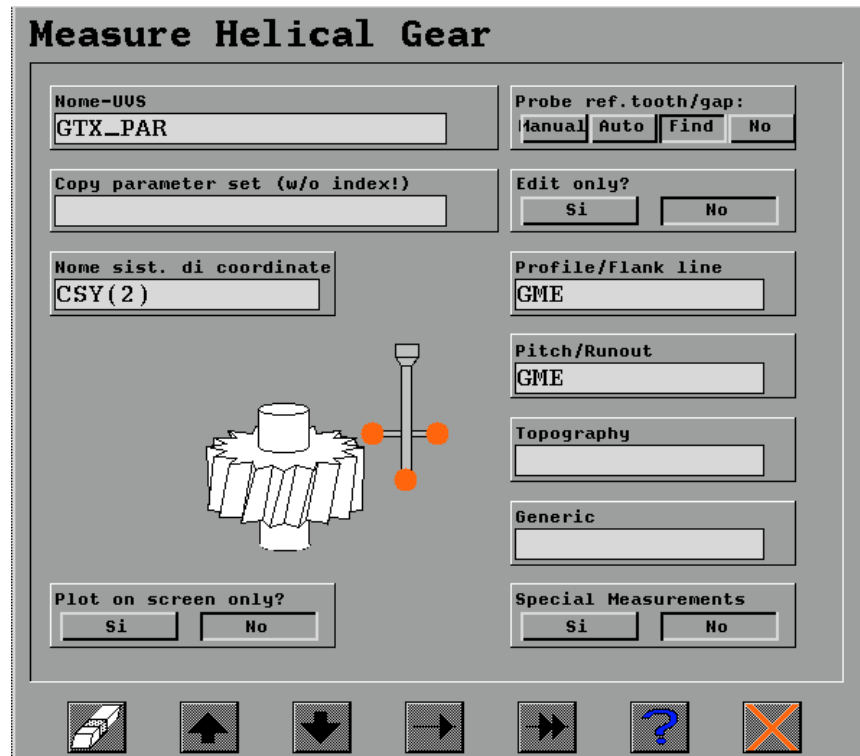 Measure Helical Gear
Nome-UVS
GTX_PAR
Probe ref.tooth/gap:
Manual Auto Find No
Copy parameter set (w/o index!)
Edit only?
Si No
Nome sist. di coordinate
CSY(2)
Profile/Flank line
GME
Pitch/Runout
GME
Topography
Generic
Plot on screen only?
Si No
Special Measurements
Si No
?